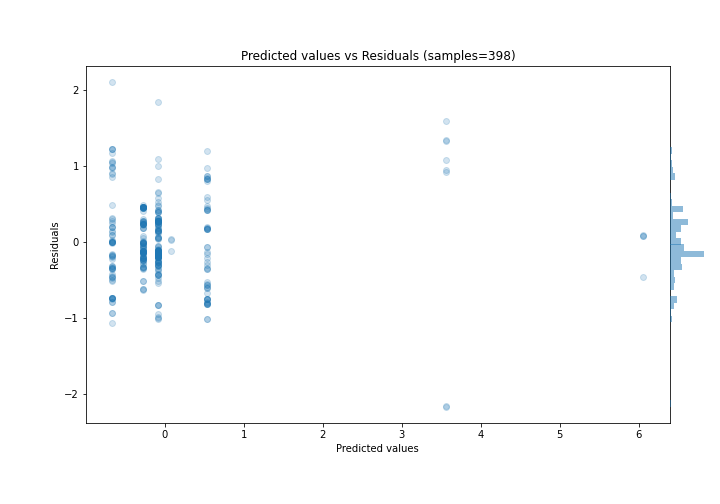 Predicted values vs Residuals (samples=398)
2
1
0
−1
−2
Residuals
0 1 2 3 4 5 6
Predicted values